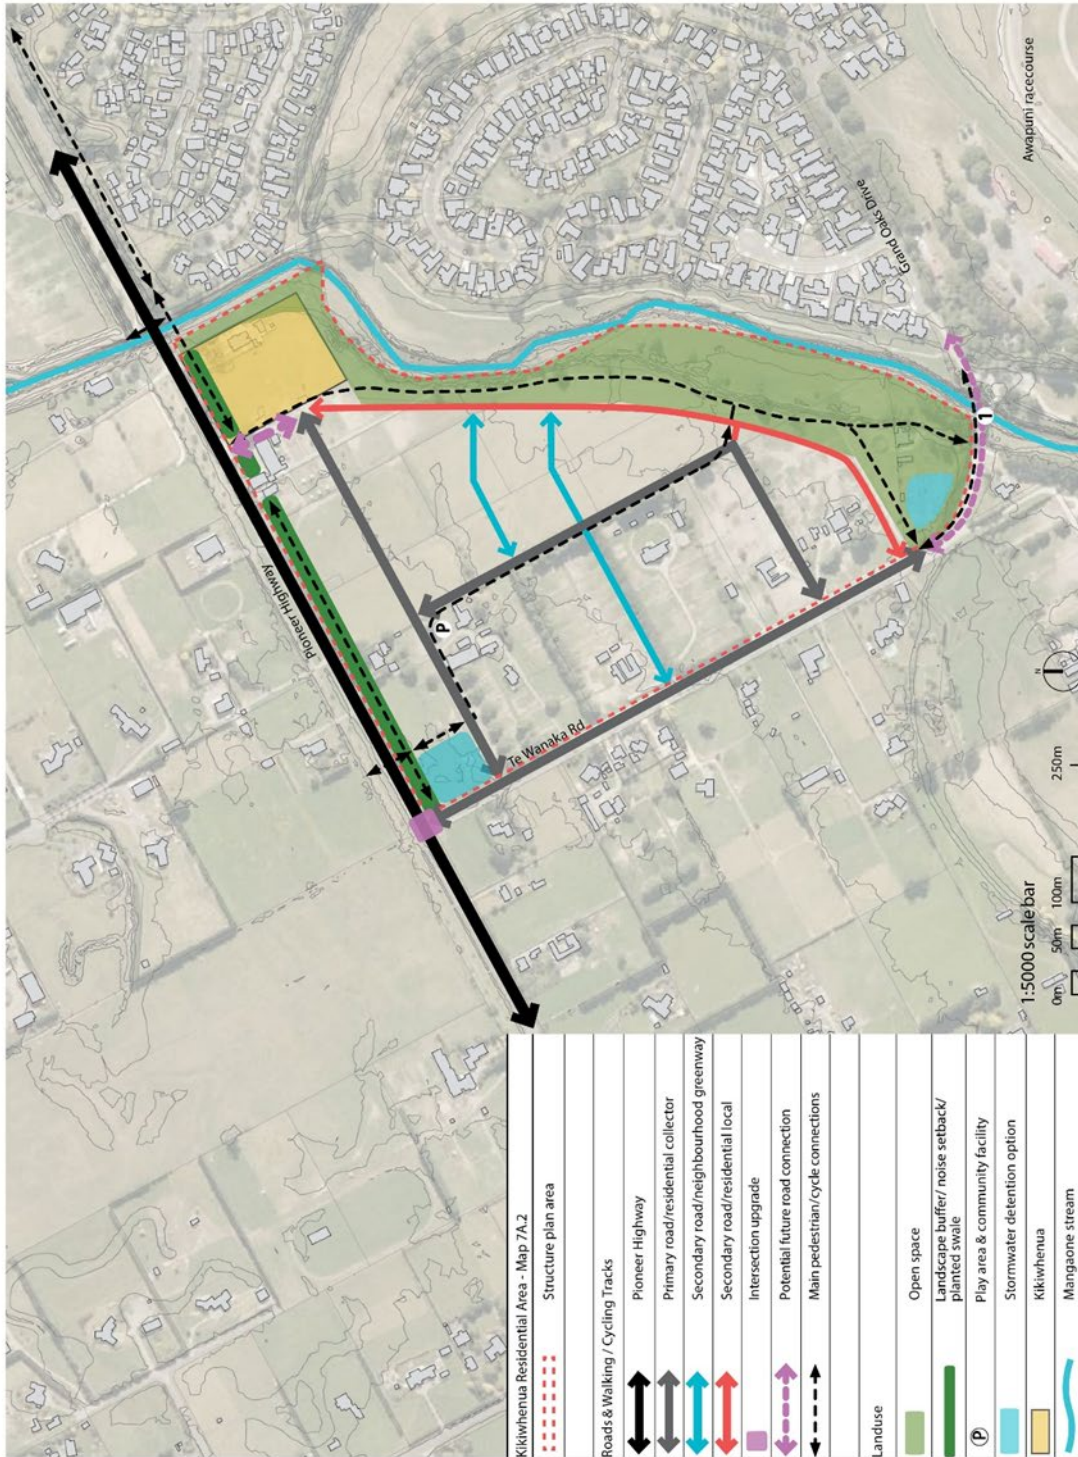 Kikiwhenua Residential Area - Map 7A.2
Structure plan area
Roads & Walking / Cycling Tracks
Pioneer Highway
Primary road/residential collector
Secondary road/neighbourhood greenway
Secondary road/residential local
Intersection upgrade
Potential future road connection
Main pedestrian/cycle connections
Landuse
Open space
Landscape buffer/ noise setback/
planted swale
P
Play area & community facility
Stormwater detention option
Kikiwhenua
Mangaone stream
Pioneer Highway
P
Te Wanaka Rd
Grand Oaks Drive
Awapuni racecourse
1
N
1:5000 scale bar
0m 50m 100m 250m